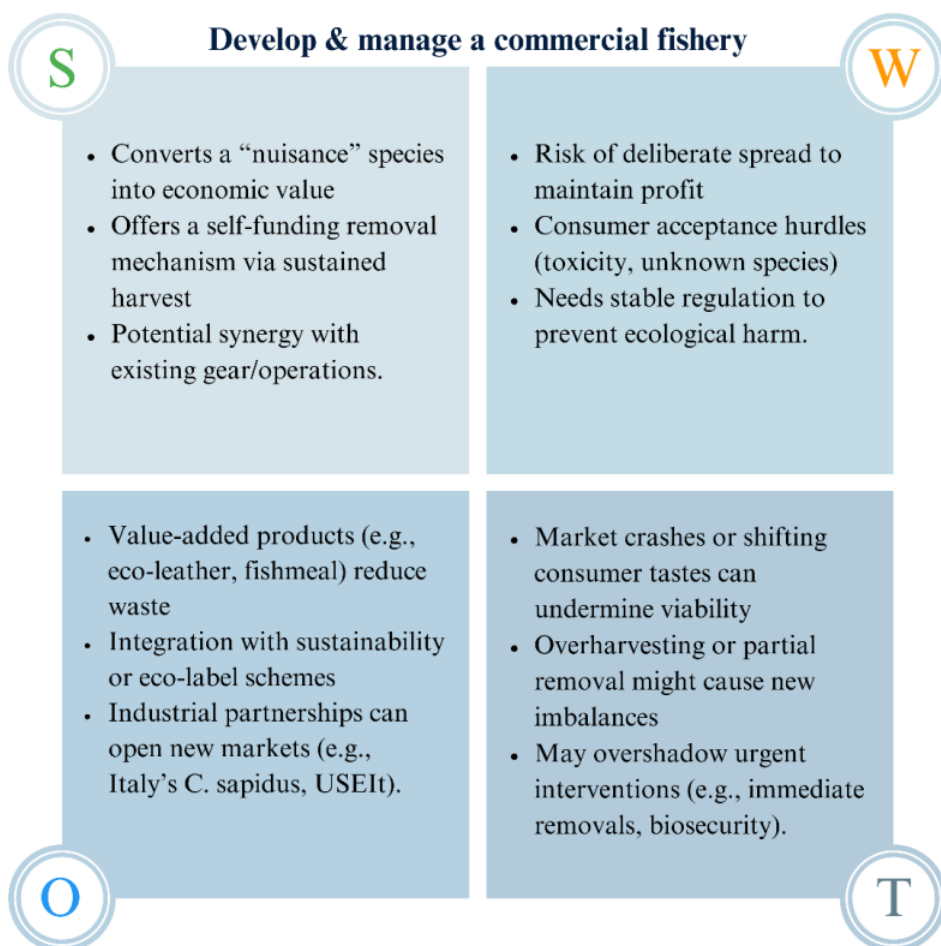 Develop & manage a commercial fishery
S
W
• Converts a “nuisance” species
into economic value
• Offers a self-funding removal
mechanism via sustained
harvest
• Potential synergy with
existing gear/operations.
• Risk of deliberate spread to
maintain profit
• Consumer acceptance hurdles
(toxicity, unknown species)
• Needs stable regulation to
prevent ecological harm.
• Value-added products (e.g.,
eco-leather, fishmeal) reduce
waste
• Integration with sustainability
or eco-label schemes
• Industrial partnerships can
open new markets (e.g.,
Italy’s C. sapidus, USEIt).
• Market crashes or shifting
consumer tastes can
undermine viability
• Overharvesting or partial
removal might cause new
imbalances
• May overshadow urgent
interventions (e.g., immediate
removals, biosecurity).
O
T